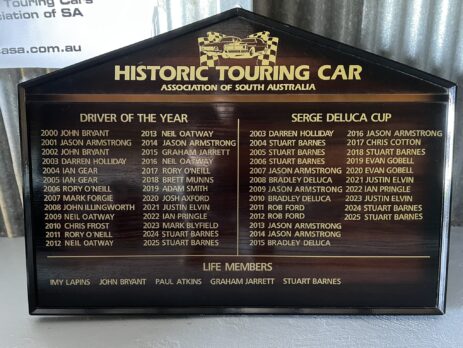 Touring Cars
ociation of SA
asa.com.au
HISTORIC TOURING CAR
ASSOCIATION OF SOUTH AUSTRALIA
DRIVER OF THE YEAR
2000 JOHN BRYANT
2001 JASON ARMSTRONG
2002 JOHN BRYANT
2003 DARREN HOLLIDAY
2004 IAN GEAR
2005 IAN GEAR
2006 RORY O'NEILL
2007 MARK FORGIE
2008 JOHN ILLINGWORTH
2009 NEIL OATWAY
2010 CHRIS FROST
2011 RORY O'NEILL
2012 NEIL OATWAY
2013 NEIL OATWAY
2014 JASON ARMSTRONG
2015 GRAHAM JARRETT
2016 NEIL OATWAY
2017 RORY O'NEILL
2018 BRETT MUNNS
2019 ADAM SMITH
2020 JOSH AXFORD
2021 JUSTIN ELVIN
2022 IAN PRINGLE
2023 MARK BLYFIELD
2024 STUART BARNES
2025 STUART BARNES
SERGE DELUCA CUP
2003 DARREN HOLLIDAY
2004 STUART BARNES
2005 STUART BARNES
2006 STUART BARNES
2007 JASON ARMSTRONG
2008 BRADLEY DELUCA
2009 JASON ARMSTRONG
2010 BRADLEY DELUCA
2011 ROB FORD
2012 ROB FORD
2013 JASON ARMSTRONG
2014 JASON ARMSTRONG
2015 BRADLEY DELUCA
2016 JASON ARMSTRONG
2017 CHRIS COTTON
2018 STUART BARNES
2019 EVAN GOBELL
2020 EVAN GOBELL
2021 JUSTIN ELVIN
2022 IAN PRINGLE
2023 JUSTIN ELVIN
2024 STUART BARNES
2025 STUART BARNES
LIFE MEMBERS
IMY LAPINS JOHN BRYANT PAUL ATKINS GRAHAM JARRETT STUART BARNES